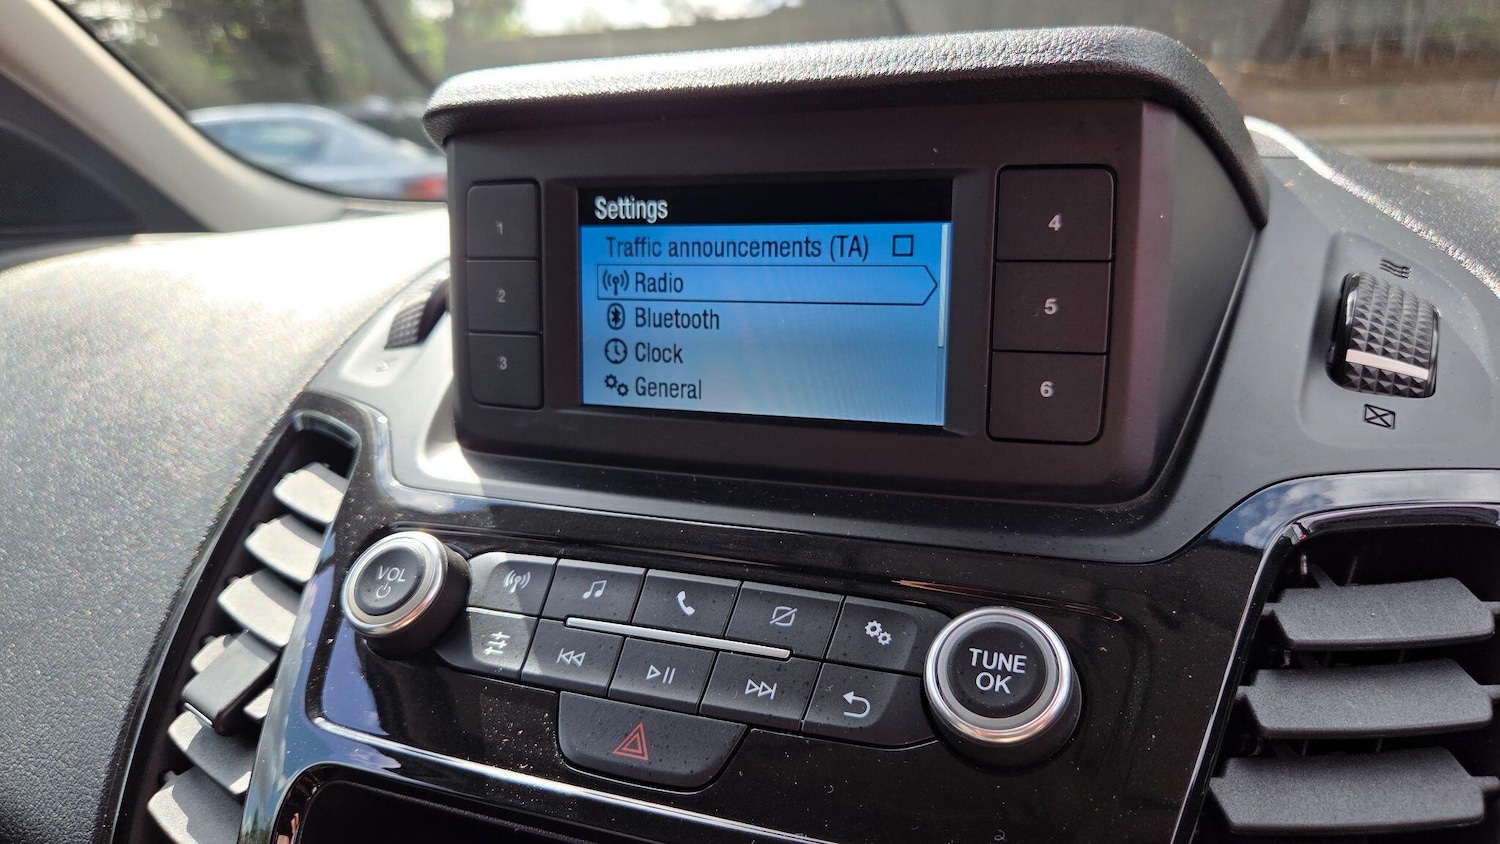 Settings
Traffic announcements (TA)
Radio
Bluetooth
Clock
General
1
2
3
4
5
6
VOL
TUNE
OK